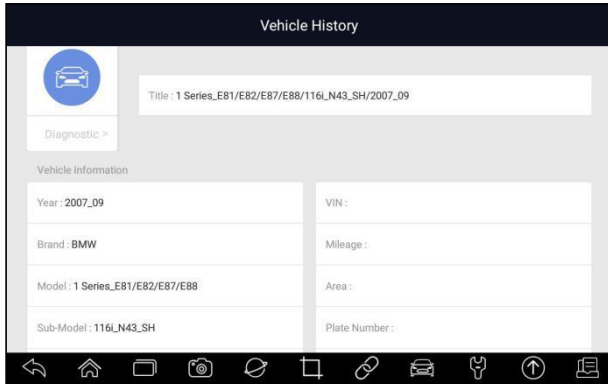 Vehicle History
Title : 1 Series_E81/E82/E87/E88/116i_N43_SH/2007_09
Diagnostic >
Vehicle Information
Year : 2007_09
VIN :
Brand : BMW
Mileage :
Model : 1 Series_E81/E82/E87/E88
Area :
Sub-Model : 116i_N43_SH
Plate Number :